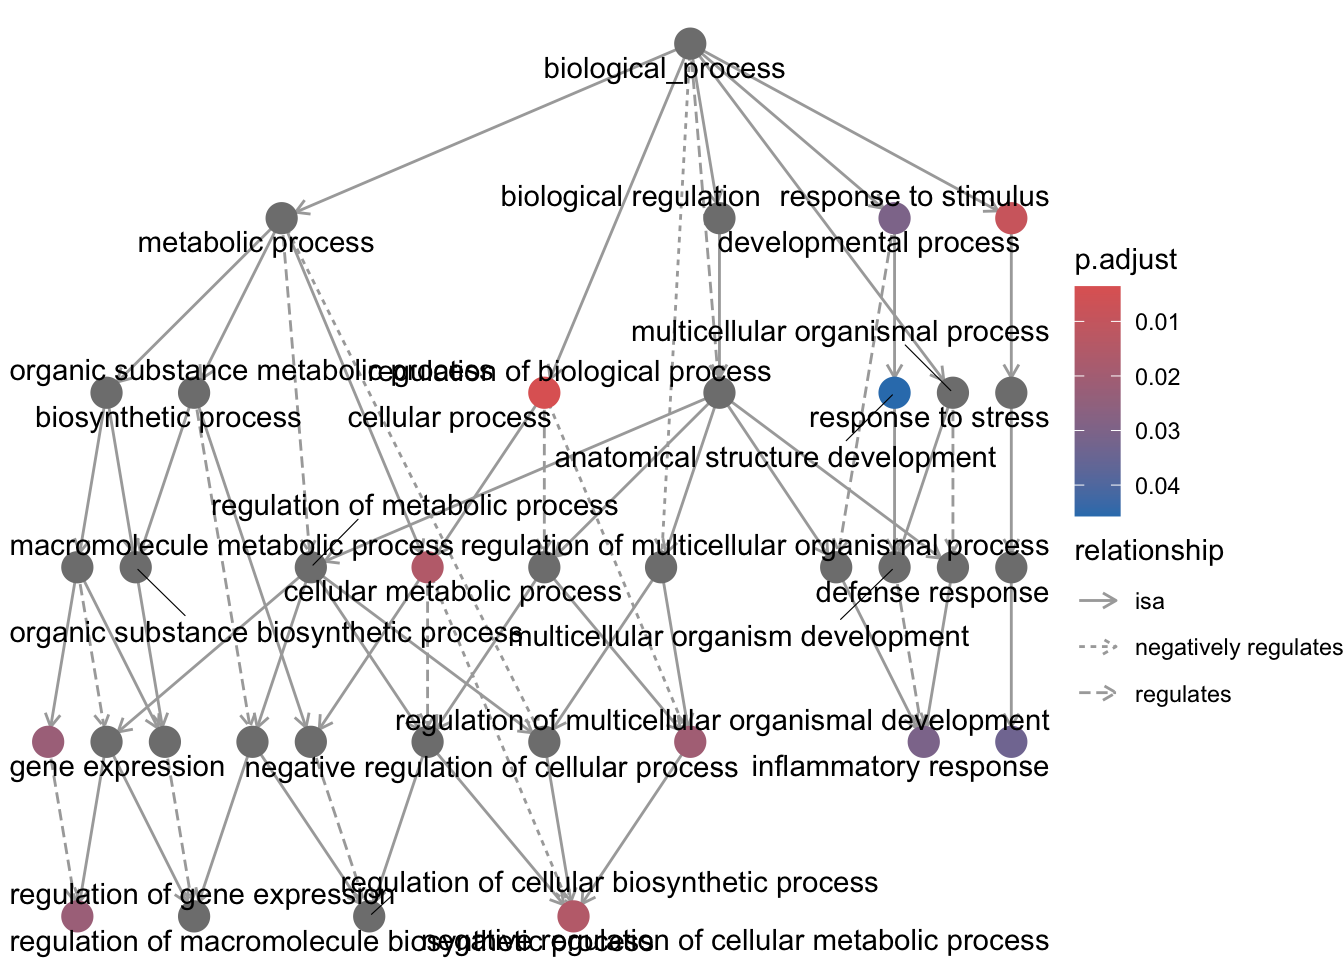 biological_process
biological regulation
response to stimulus
metabolic process
developmental process
p.adjust
0.01
0.02
0.03
0.04
multicellular organismal process
organic substance metabolic process
regulation of biological process
biosynthetic process
cellular process
response to stress
anatomical structure development
regulation of metabolic process
macromolecule metabolic process
regulation of multicellular organismal process
relationship
isa
negatively regulates
regulates
cellular metabolic process
defense response
organic substance biosynthetic process
multicellular organism development
regulation of multicellular organismal development
gene expression
negative regulation of cellular process
inflammatory response
regulation of gene expression
regulation of cellular biosynthetic process
regulation of macromolecule biosynthetic process
negative regulation of cellular metabolic process